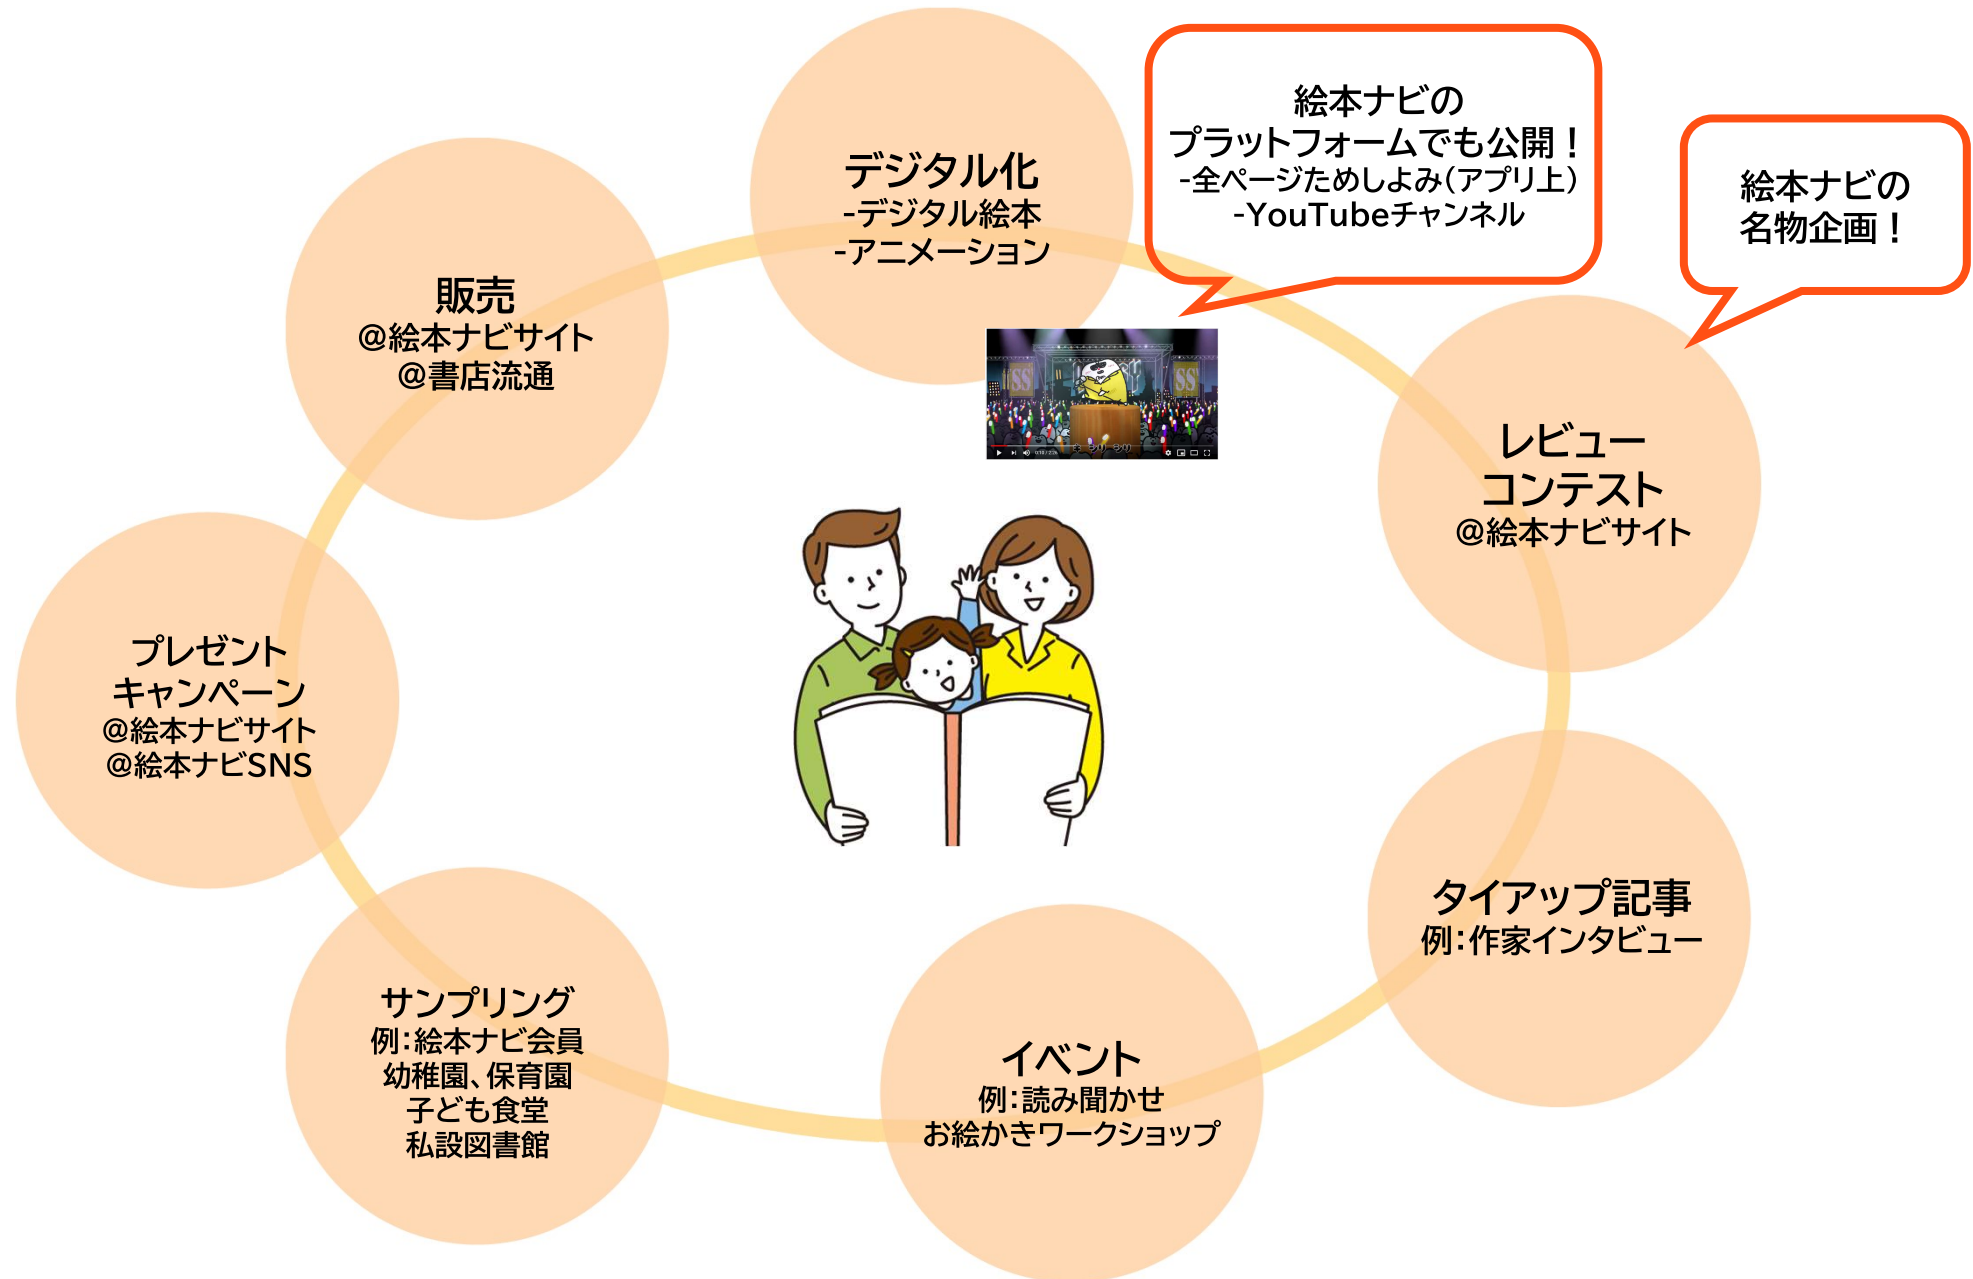 デジタル化
-デジタル絵本
-アニメーション
絵本ナビの
プラットフォームでも公開！
-全ページためしよみ（アプリ上）
-YouTubeチャンネル
絵本ナビの
名物企画！
販売
@絵本ナビサイト
@書店流通
レビュー
コンテスト
@絵本ナビサイト
プレゼント
キャンペーン
@絵本ナビサイト
@絵本ナビSNS
タイアップ記事
例：作家インタビュー
サンプリング
例：絵本ナビ会員
幼稚園、保育園
子ども食堂
私設図書館
イベント
例：読み聞かせ
お絵かきワークショップ